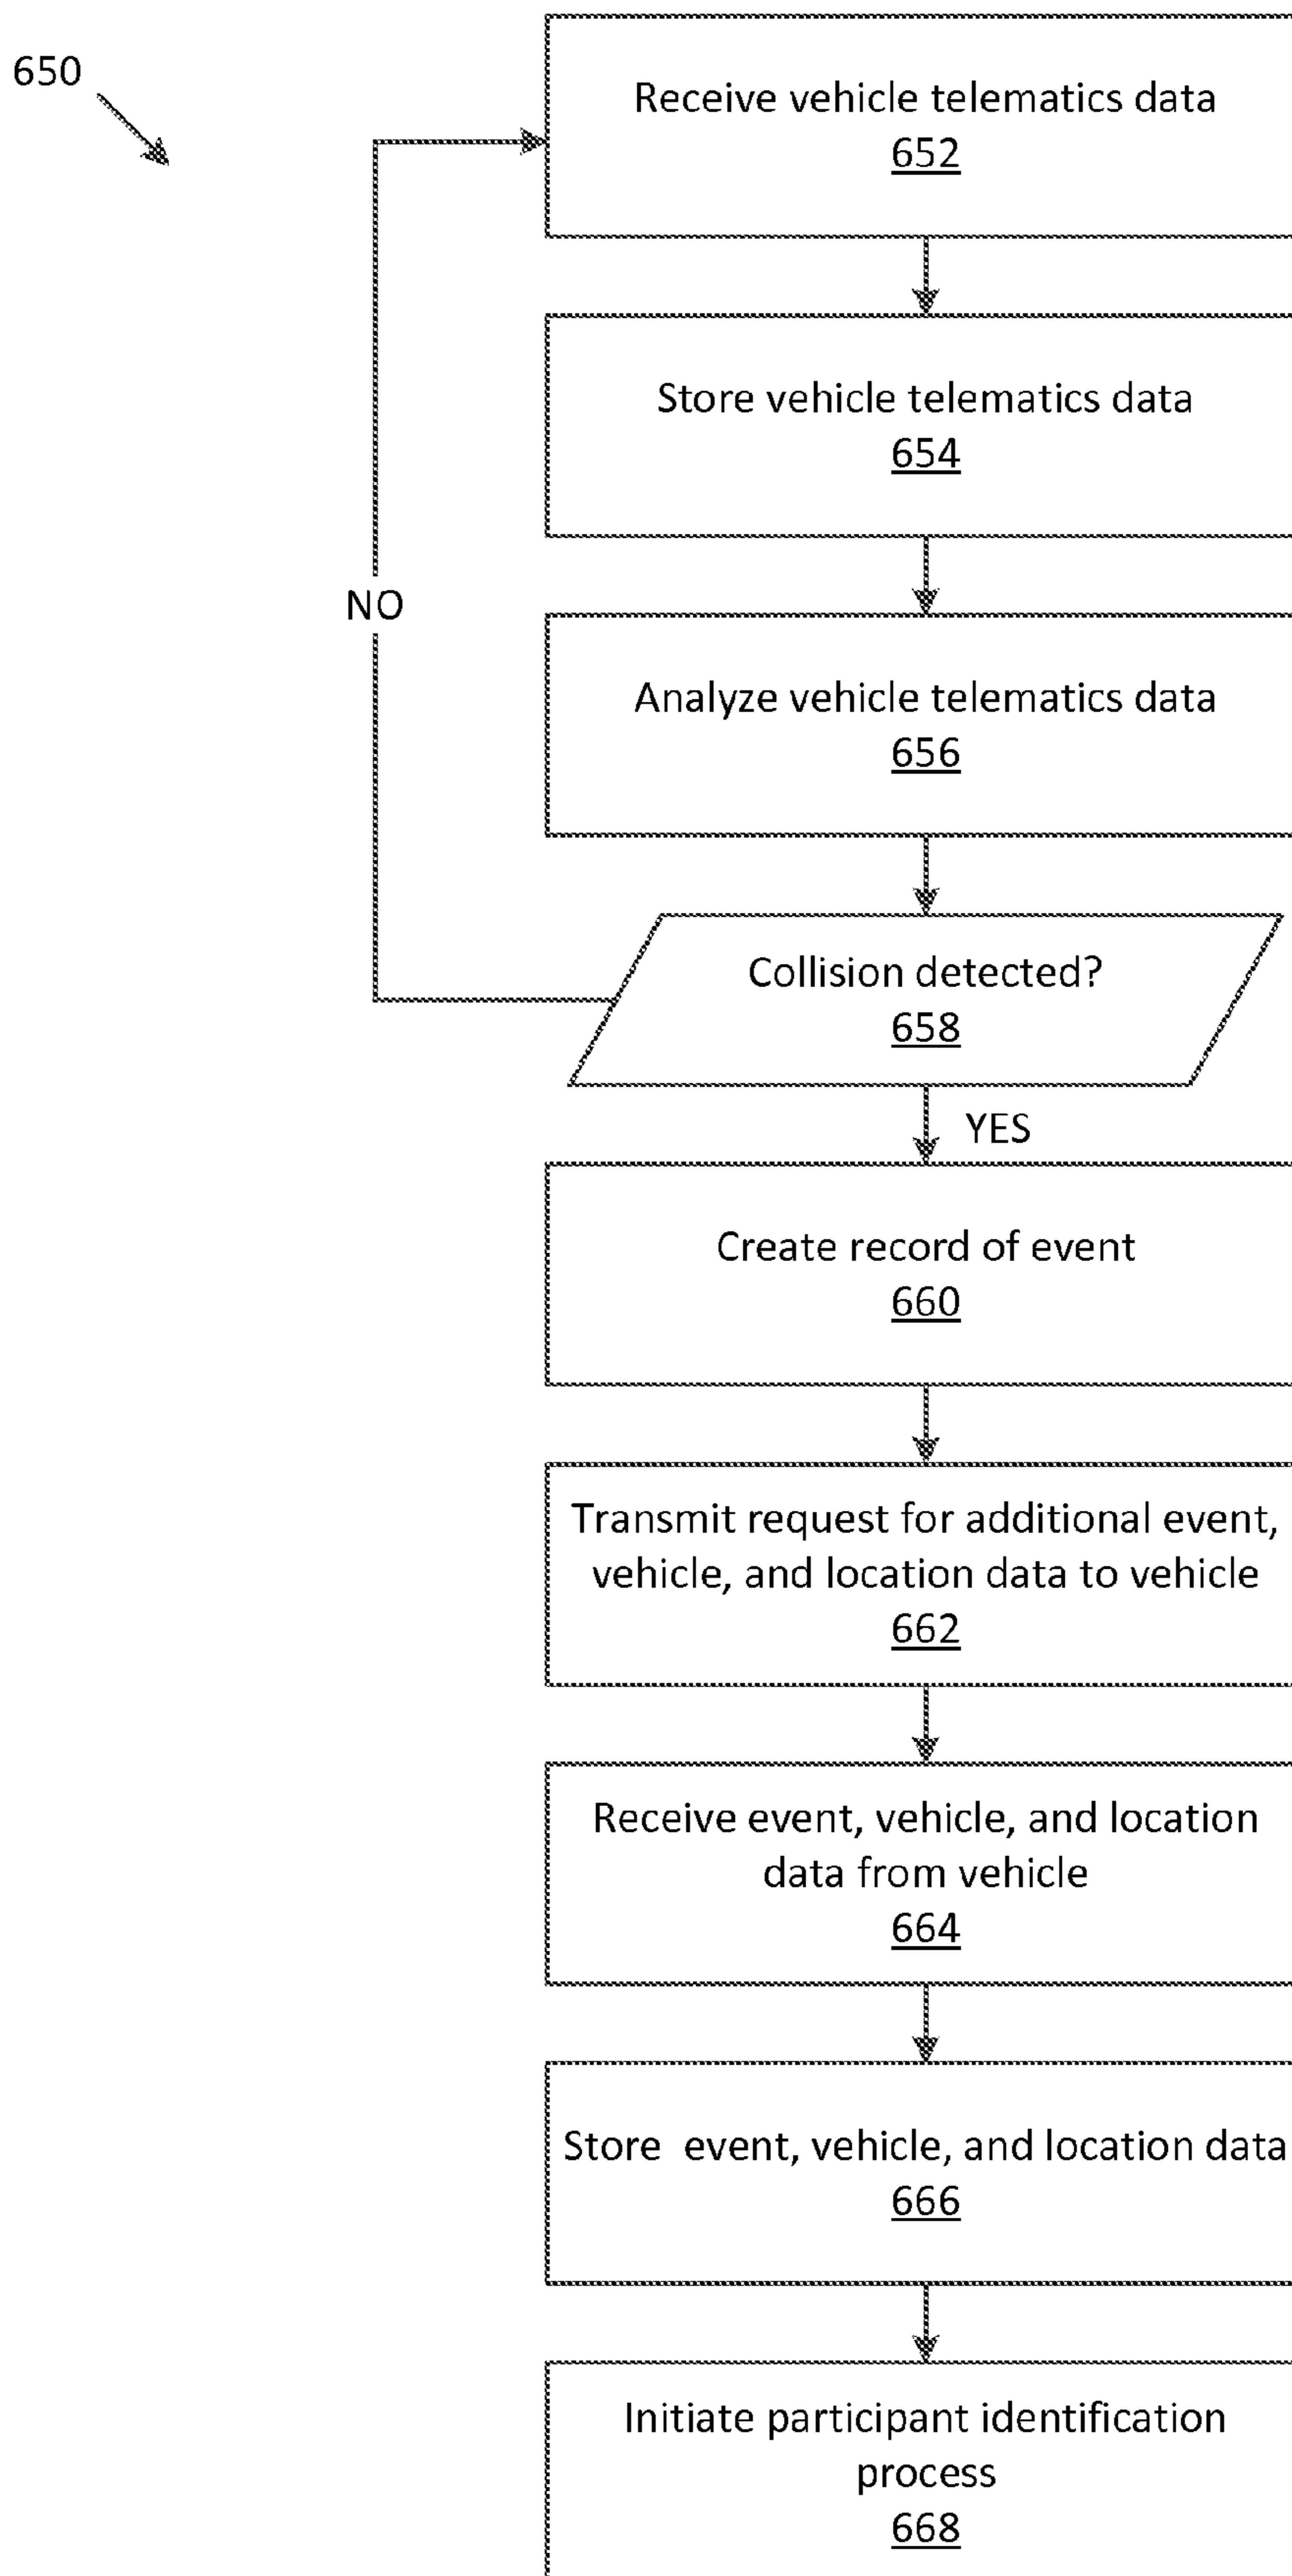 650
Receive vehicle telematics data
652
Store vehicle telematics data
654
NO
Analyze vehicle telematics data
656
Collision detected?
658
YES
Create record of event
660
Transmit request for additional event,
vehicle, and location data to vehicle
662
Receive event, vehicle, and location
data from vehicle
664
Store event, vehicle, and location data
666
Initiate participant identification
process
668